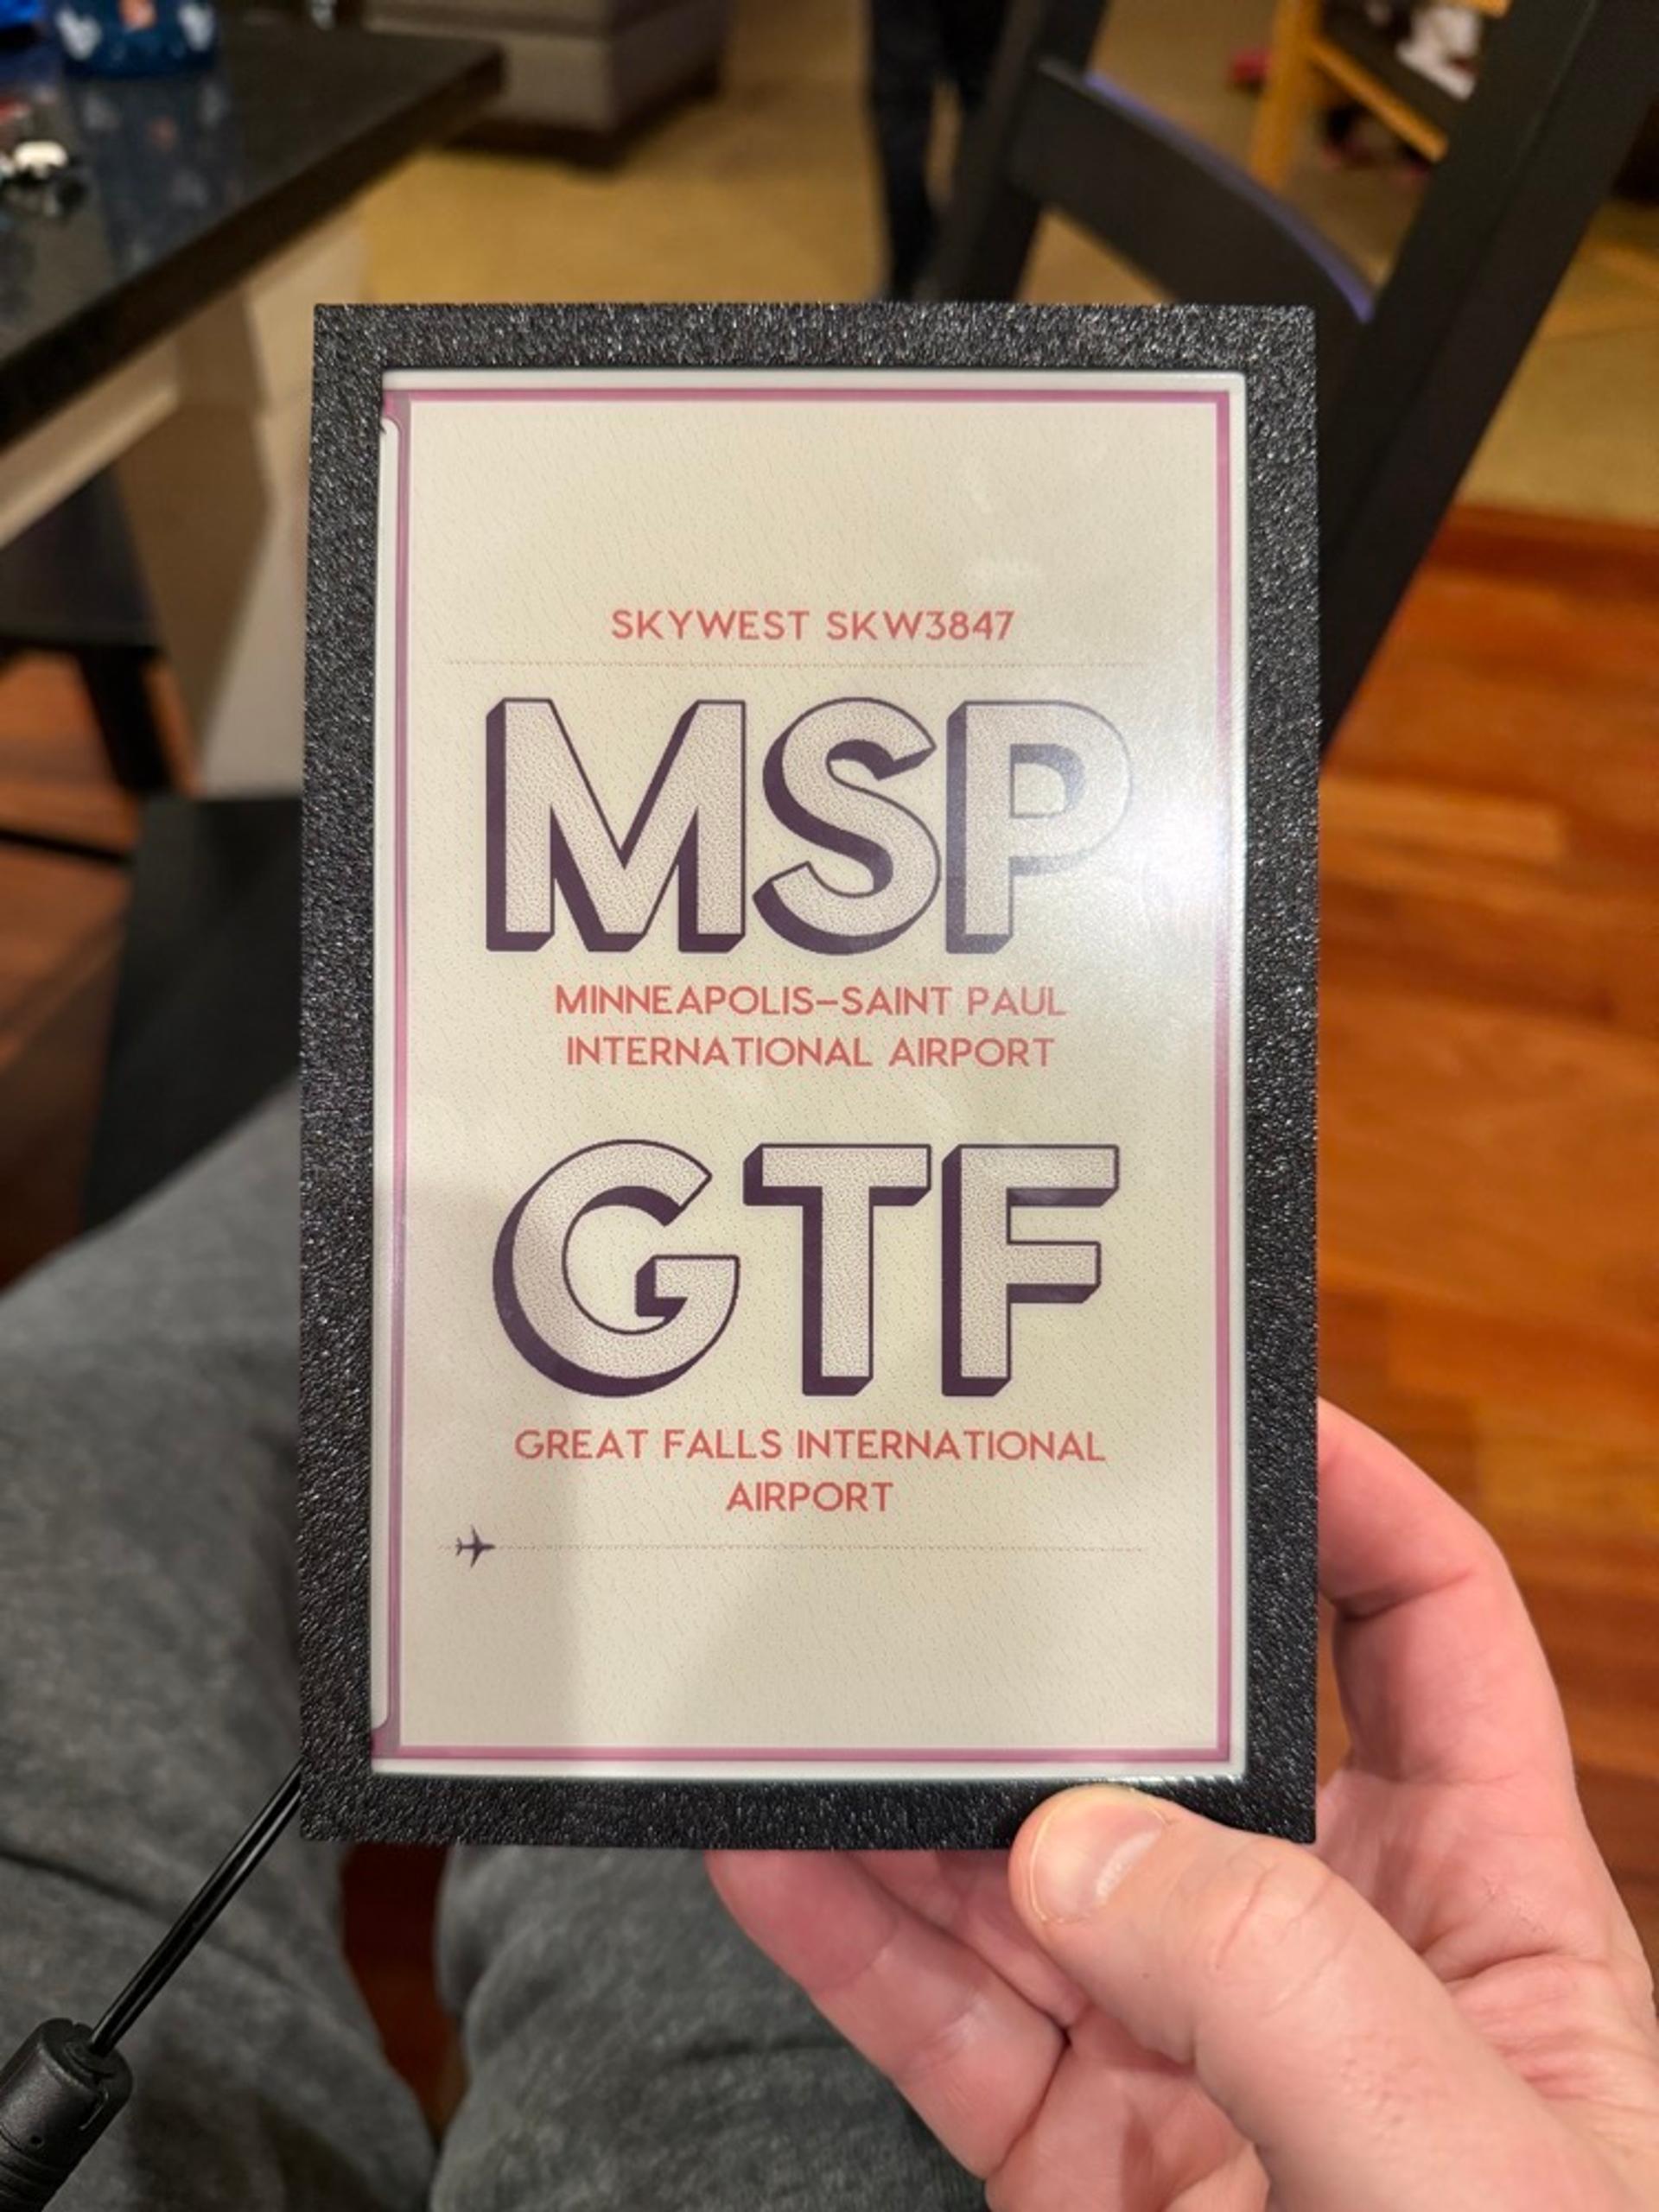 SKYWEST SKW3847
MSP
MINNEAPOLIS–SAINT PAUL
INTERNATIONAL AIRPORT
GTF
GREAT FALLS INTERNATIONAL
AIRPORT